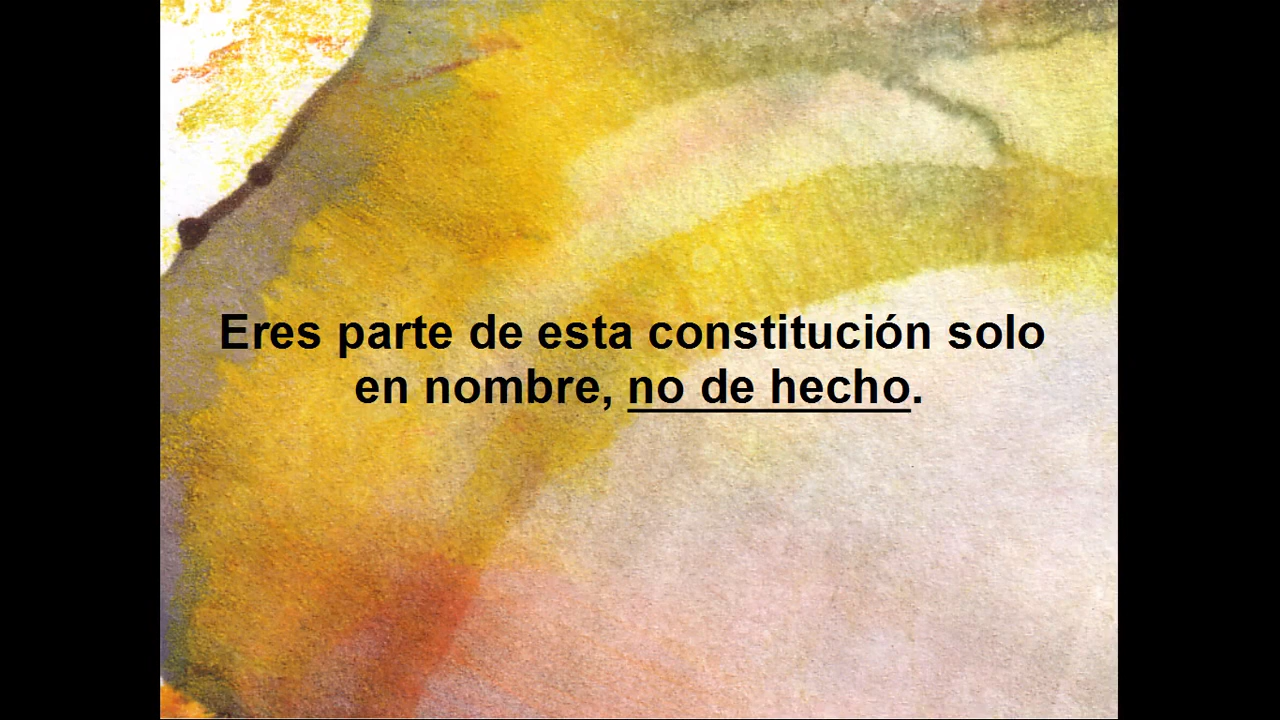 Eres parte de esta constitución solo
en nombre, no de hecho.